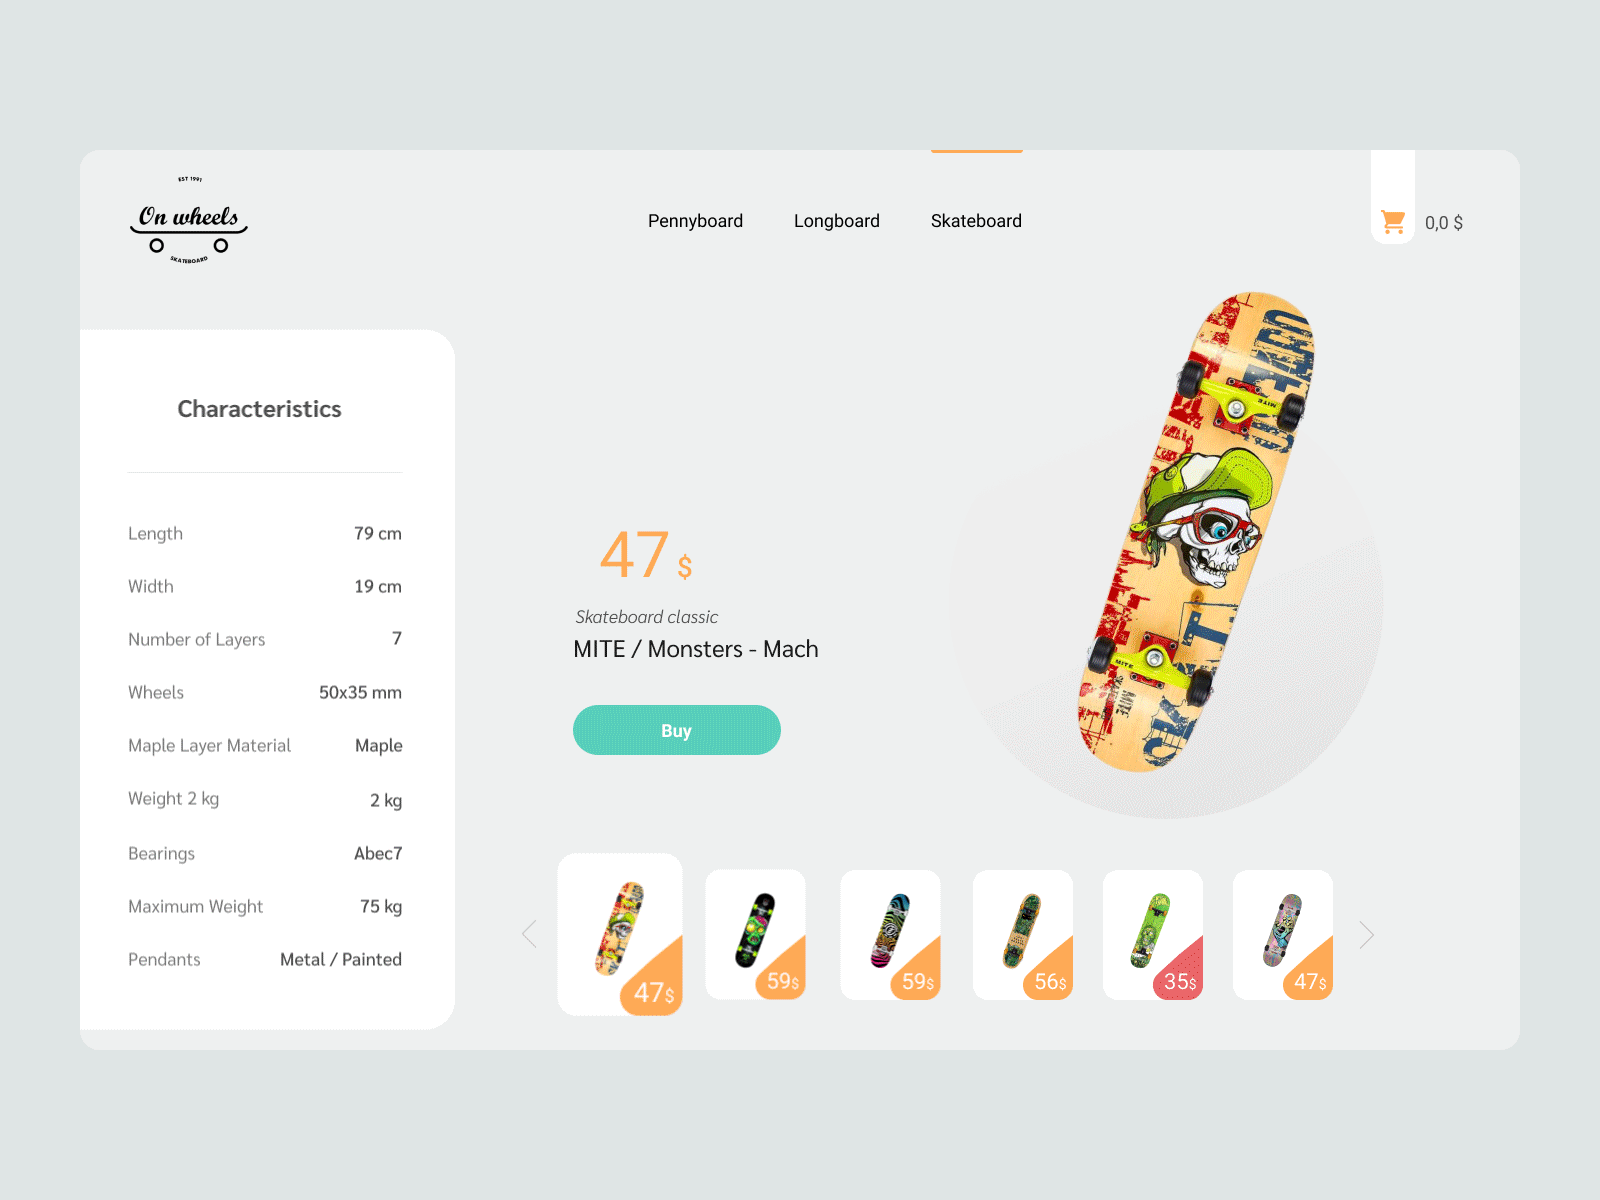 EST 1991
On wheels
SKATEBOARD
Pennyboard
Longboard
Skateboard
0,0 $
Characteristics
Length 79 cm
Width 19 cm
Number of Layers 7
Wheels 50x35 mm
Maple Layer Material Maple
Weight 2 kg 2 kg
Bearings Abec7
Maximum Weight 75 kg
Pendants Metal / Painted
47 $
Skateboard classic
MITE / Monsters - Mach
Buy
MITE
MITE
47$
59$
59$
56$
35$
47$